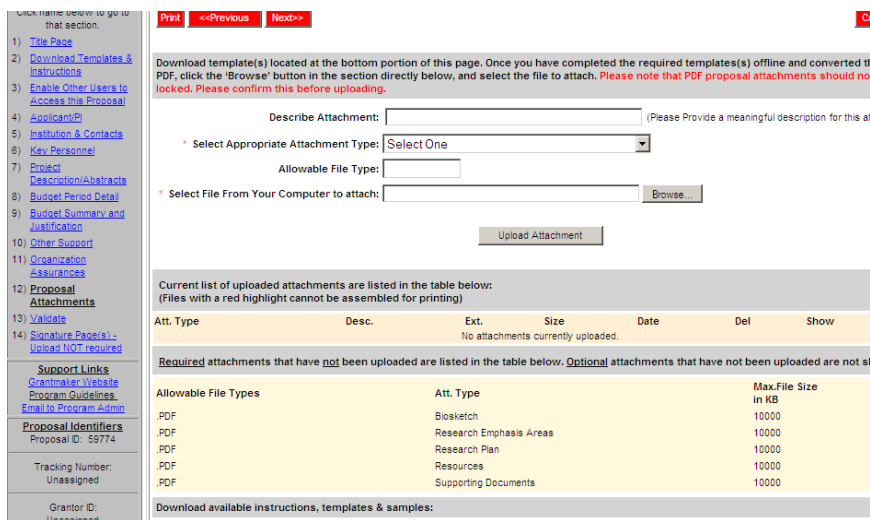 Click name below to go to
that section.
1) Title Page
2) Download Templates &
Instructions
3) Enable Other Users to
Access this Proposal
4) Applicant/PI
5) Institution & Contacts
6) Key Personnel
7) Project
Description/Abstracts
8) Budget Period Detail
9) Budget Summary and
Justification
10) Other Support
11) Organization
Assurances
12) Proposal
Attachments
13) Validate
14) Signature Page(s) -
Upload NOT required
Support Links
Grantmaker Website
Program Guidelines
Email to Program Admin
Proposal Identifiers
Proposal ID: 59774
Tracking Number:
Unassigned
Grantor ID:
Unassigned
Print <<Previous Next>>
Download template(s) located at the bottom portion of this page. Once you have completed the required templates(s) offline and converted
PDF, click the 'Browse' button in the section directly below, and select the file to attach. Please note that PDF proposal attachments should
locked. Please confirm this before uploading.
Describe Attachment: (Please Provide a meaningful description for this
* Select Appropriate Attachment Type: Select One
Allowable File Type:
* Select File From Your Computer to attach: Browse...
Upload Attachment
Current list of uploaded attachments are listed in the table below:
(Files with a red highlight cannot be assembled for printing)
Att. Type Desc. Ext. Size Date Del Show
No attachments currently uploaded.
Required attachments that have not been uploaded are listed in the table below. Optional attachments that have not been uploaded are not
Allowable File Types Att. Type Max.File Size
in KB
.PDF Biosketch 10000
.PDF Research Emphasis Areas 10000
.PDF Research Plan 10000
.PDF Resources 10000
.PDF Supporting Documents 10000
Download available instructions, templates & samples: